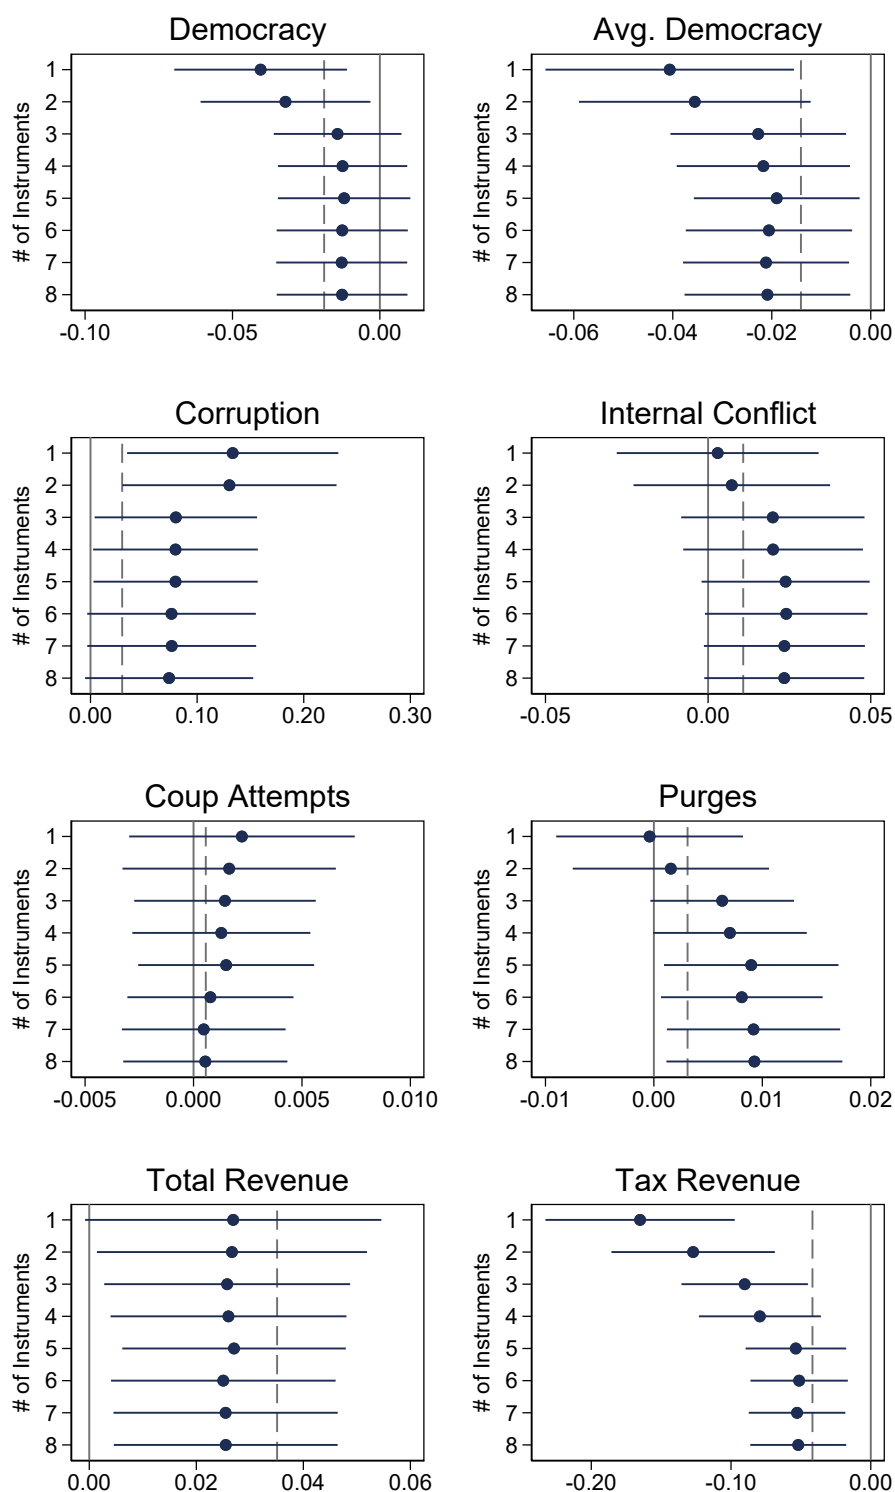 Democracy
# of Instruments
1
2
3
4
5
6
7
8
-0.10 -0.05 0.00
Avg. Democracy
# of Instruments
1
2
3
4
5
6
7
8
-0.06 -0.04 -0.02 0.00
Corruption
# of Instruments
1
2
3
4
5
6
7
8
0.00 0.10 0.20 0.30
Internal Conflict
# of Instruments
1
2
3
4
5
6
7
8
-0.05 0.00 0.05
Coup Attempts
# of Instruments
1
2
3
4
5
6
7
8
-0.005 0.000 0.005 0.010
Purges
# of Instruments
1
2
3
4
5
6
7
8
-0.01 0.00 0.01 0.02
Total Revenue
# of Instruments
1
2
3
4
5
6
7
8
0.00 0.02 0.04 0.06
Tax Revenue
# of Instruments
1
2
3
4
5
6
7
8
-0.20 -0.10 0.00